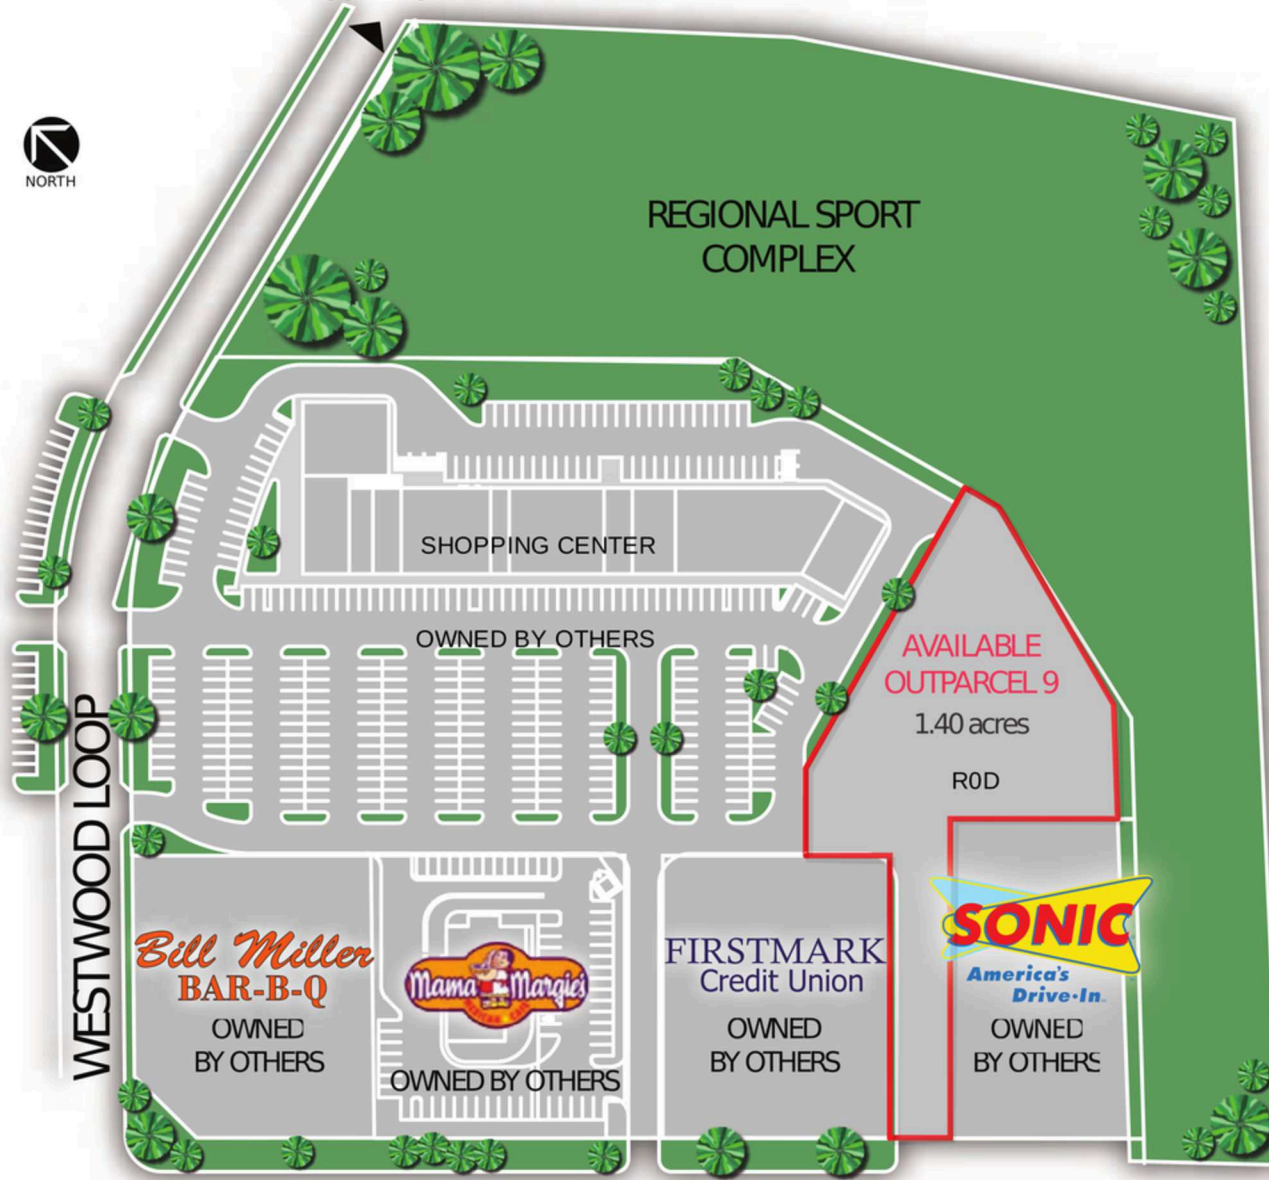 NORTH
REGIONAL SPORT
COMPLEX
SHOPPING CENTER
OWNED BY OTHERS
AVAILABLE
OUTPARCEL 9
1.40 acres
R0D
WESTWOOD LOOP
Bill Miller
BAR-B-Q
OWNED
BY OTHERS
Mama Margie's
MEXICAN CAFE
OWNED BY OTHERS
FIRSTMARK
Credit Union
OWNED
BY OTHERS
SONIC
America's
Drive-In
OWNED
BY OTHERS